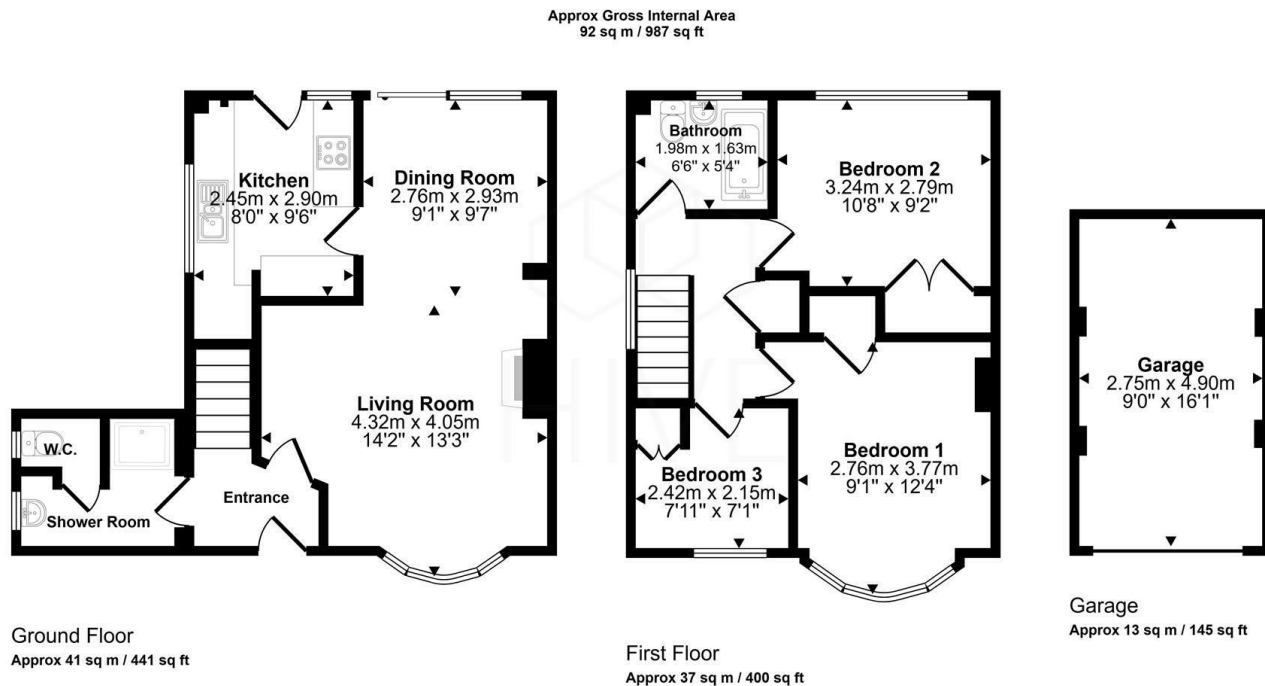 Approx Gross Internal Area
92 sq m / 987 sq ft
Kitchen
2.45m x 2.90m
8'0" x 9'6"
Dining Room
2.76m x 2.93m
9'1" x 9'7"
Living Room
4.32m x 4.05m
14'2" x 13'3"
W.C.
Shower Room
Entrance
Ground Floor
Approx 41 sq m / 441 sq ft
Bathroom
1.98m x 1.63m
6'6" x 5'4"
Bedroom 2
3.24m x 2.79m
10'8" x 9'2"
Bedroom 3
2.42m x 2.15m
7'11" x 7'1"
Bedroom 1
2.76m x 3.77m
9'1" x 12'4"
First Floor
Approx 37 sq m / 400 sq ft
Garage
2.75m x 4.90m
9'0" x 16'1"
Garage
Approx 13 sq m / 145 sq ft
HIVE